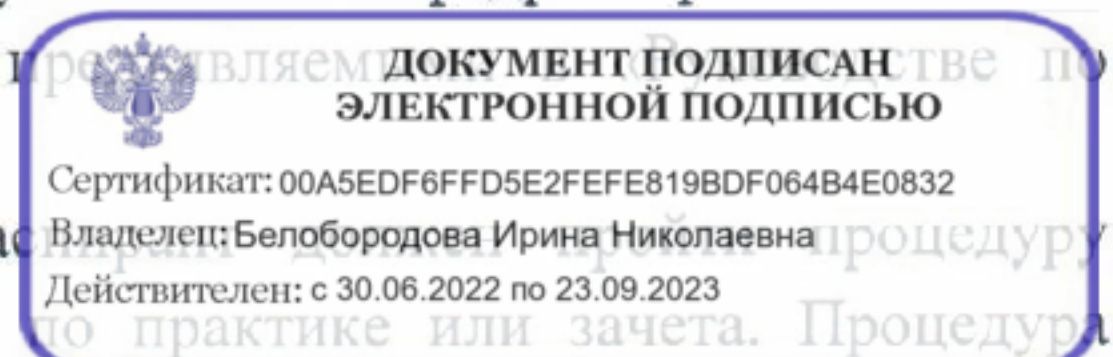 ДОКУМЕНТ ПОДПИСАН
ЭЛЕКТРОННОЙ ПОДПИСЬЮ
Сертификат: 00A5EDF6FFD5E2FEFE819BDF064B4E0832
Владелец: Белобородова Ирина Николаевна
процедуру
Действителен: с 30.06.2022 по 23.09.2023
по практике или зачета. Процедура